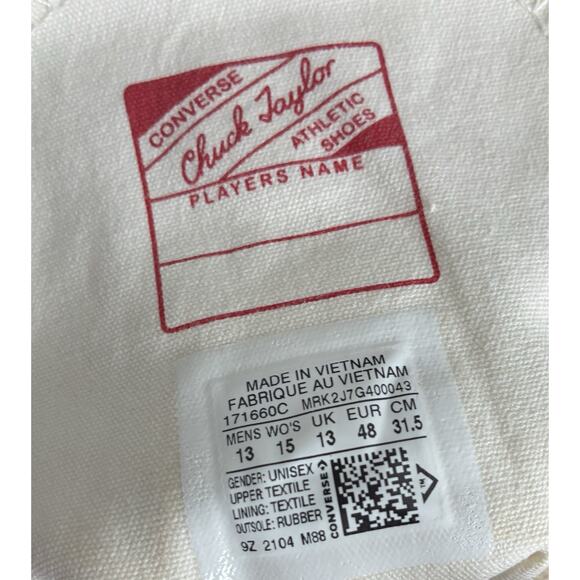 CONVERSE
Chuck Taylor
ATHLETIC
SHOES
PLAYERS NAME
MADE IN VIETNAM
FABRIQUE AU VIETNAM
171660C MRK2J7G400043
MENS WO'S UK EUR CM
13 15 13 48 31.5
GENDER: UNISEX
UPPER: TEXTILE
LINING: TEXTILE
OUTSOLE: RUBBER
9Z 2104 M88
CONVERSE
TM